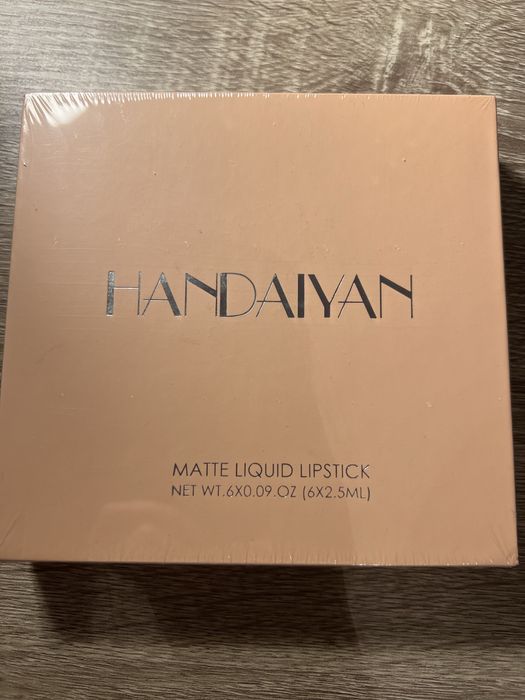 HANDAIYAN
MATTE LIQUID LIPSTICK
NET WT.6X0.09.OZ (6X2.5ML)